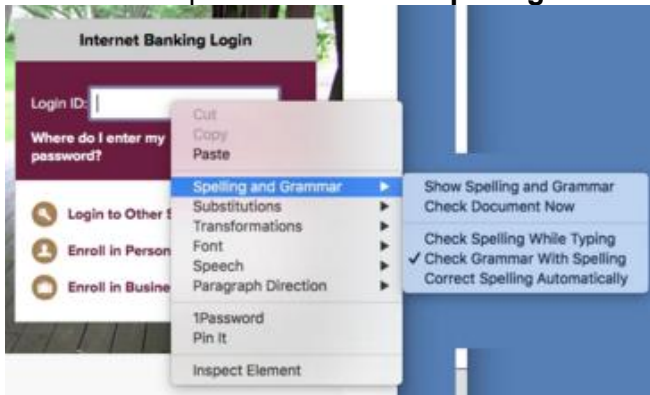 Internet Banking Login
Login ID:
Where do I enter my
password?
Login to Other
Enroll in Person
Enroll in Busine
Cut
Copy
Paste
Spelling and Grammar
Substitutions
Transformations
Font
Speech
Paragraph Direction
1Password
Pin It
Inspect Element
Show Spelling and Grammar
Check Document Now
Check Spelling While Typing
✓ Check Grammar With Spelling
Correct Spelling Automatically